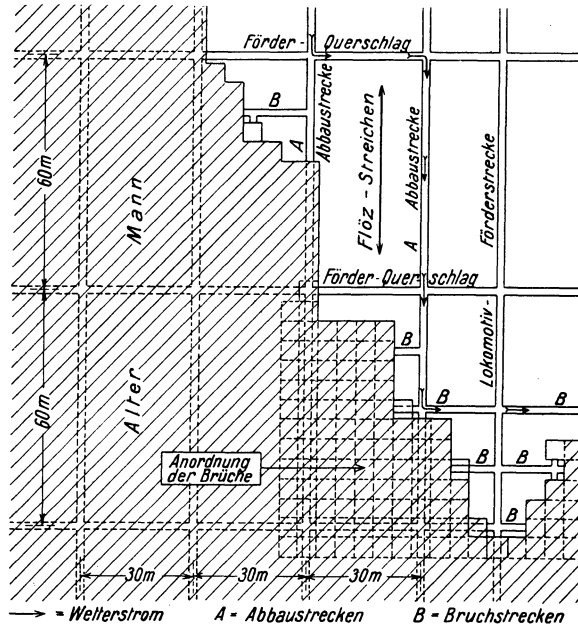 Förder - Querschlag
B
A
Abbaustrecke
60m
Mann
Flöz - Streichen
A Abbaustrecke
Förderstrecke
Förder-Querschlag
B
Lokomotiv-
60m
Alter
B
B
Anordnung
der Brüche
B
B
B
30m
30m
30m
= Wetterstrom
A = Abbaustrecken
B = Bruchstrecken